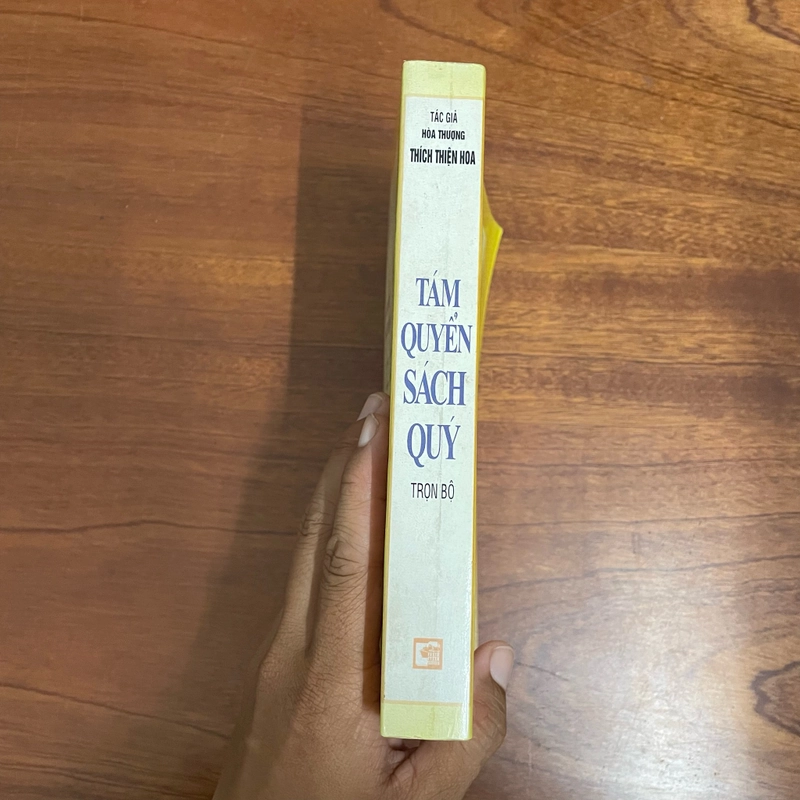 TÁC GIẢ
HÒA THƯỢNG
THÍCH THIỆN HOA
TÁM
QUYỂN
SÁCH
QUÝ
TRỌN BỘ